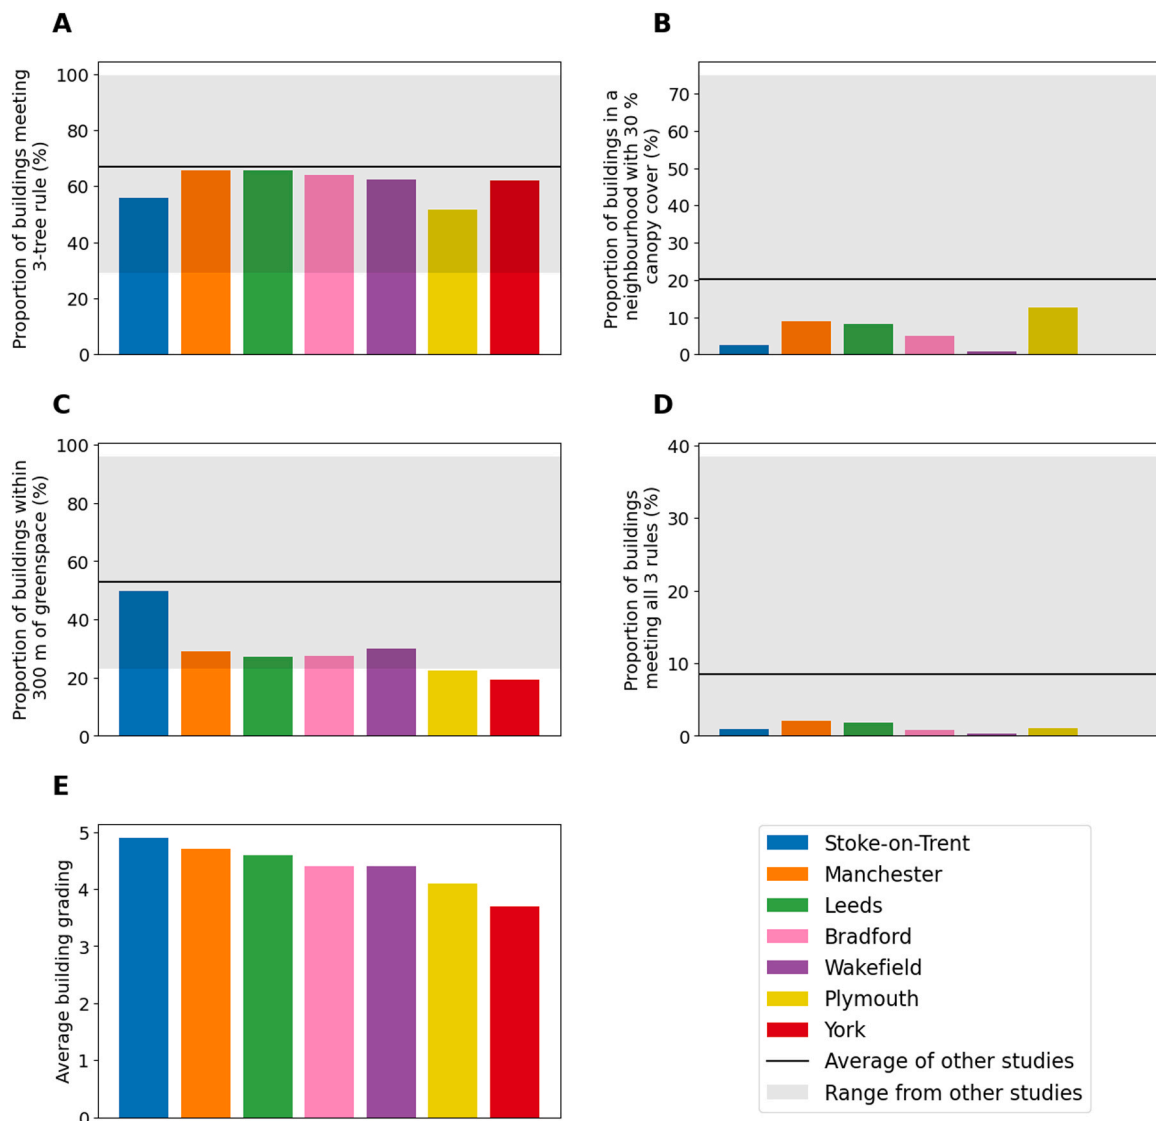 A
Proportion of buildings meeting
3-tree rule (%)
100
80
60
40
20
0
B
Proportion of buildings in a
neighbourhood with 30 %
canopy cover (%)
70
60
50
40
30
20
10
0
C
Proportion of buildings within
300 m of greenspace (%)
100
80
60
40
20
0
D
Proportion of buildings
meeting all 3 rules (%)
40
30
20
10
0
E
Average building grading
5
4
3
2
1
0
Stoke-on-Trent
Manchester
Leeds
Bradford
Wakefield
Plymouth
York
Average of other studies
Range from other studies